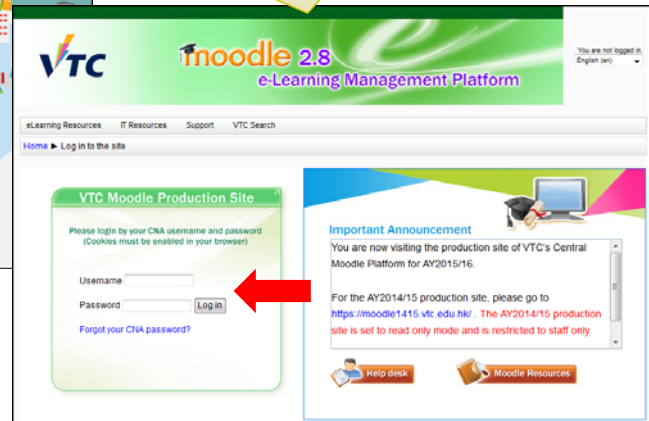 VTC
moodle 2.8
e-Learning Management Platform
You are not logged in.
English (en)
eLearning Resources IT Resources Support VTC Search
Home ► Log in to the site
VTC Moodle Production Site
Please login by your CNA username and password
(Cookies must be enabled in your browser)
Username
Password Log in
Forgot your CNA password?
Important Announcement
You are now visiting the production site of VTC's Central
Moodle Platform for AY2015/16.
For the AY2014/15 production site, please go to
https://moodle1415.vtc.edu.hk/ . The AY2014/15 production
site is set to read only mode and is restricted to staff only.
Help desk Moodle Resources